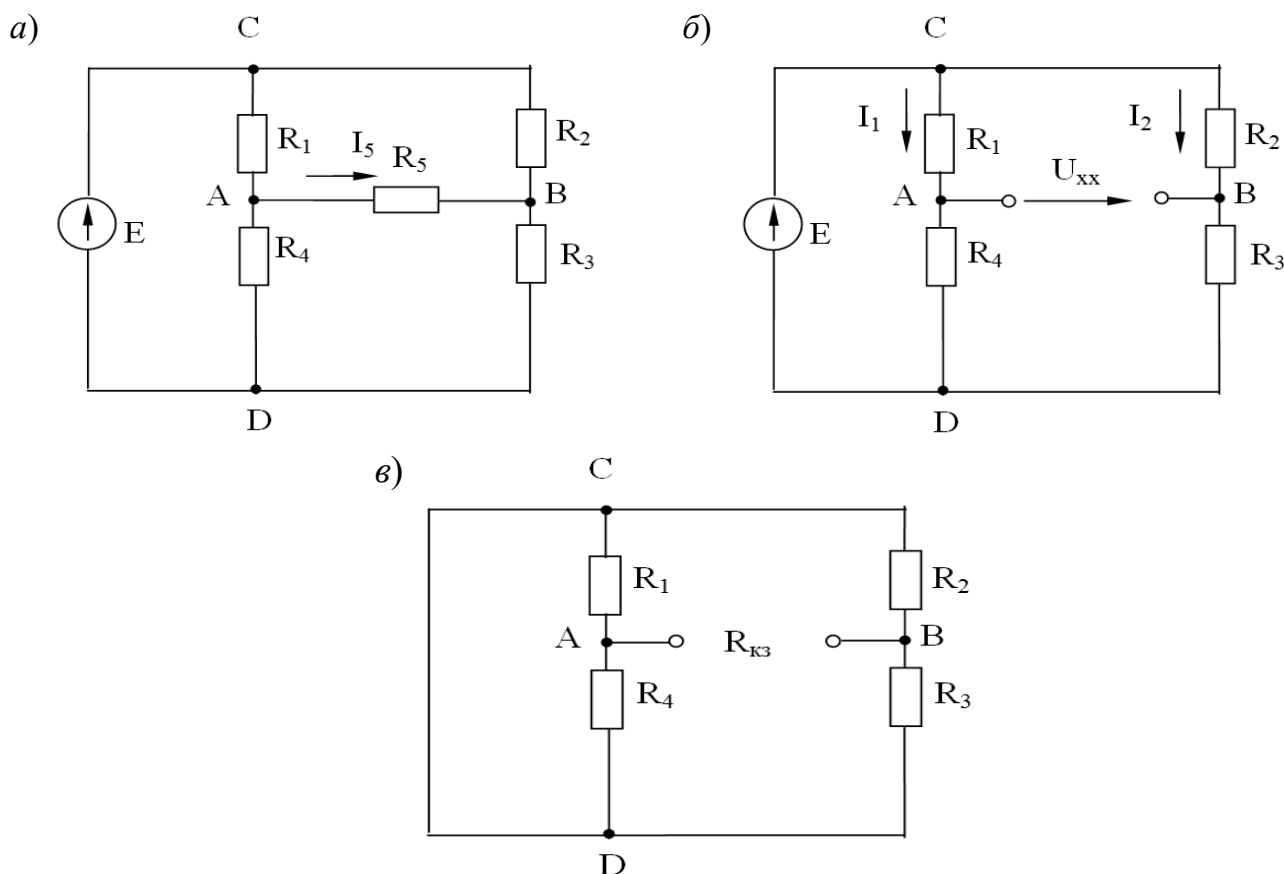 а) C
R₁ I₅ R₅ R₂
A B
E R₄ R₃
D
б) C
I₁ R₁ Uxx I₂ R₂
A B
E R₄ R₃
D
в) C
R₁ R₂
A Rкз B
R₄ R₃
D